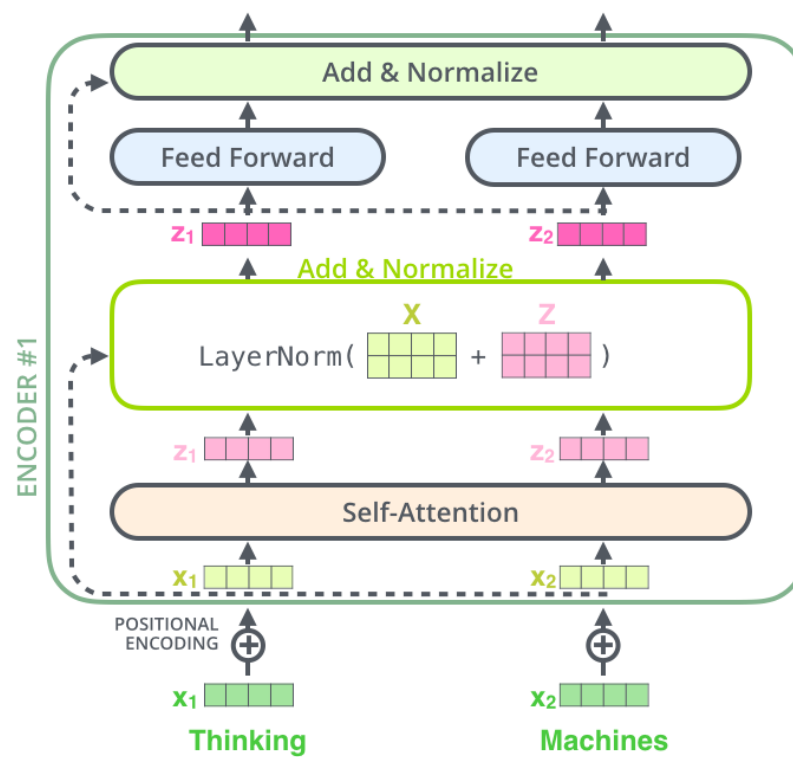 Add & Normalize
Feed Forward
Feed Forward
z1
z2
Add & Normalize
X
Z
LayerNorm( + )
ENCODER #1
z1
z2
Self-Attention
x1
x2
POSITIONAL
ENCODING
x1
x2
Thinking
Machines